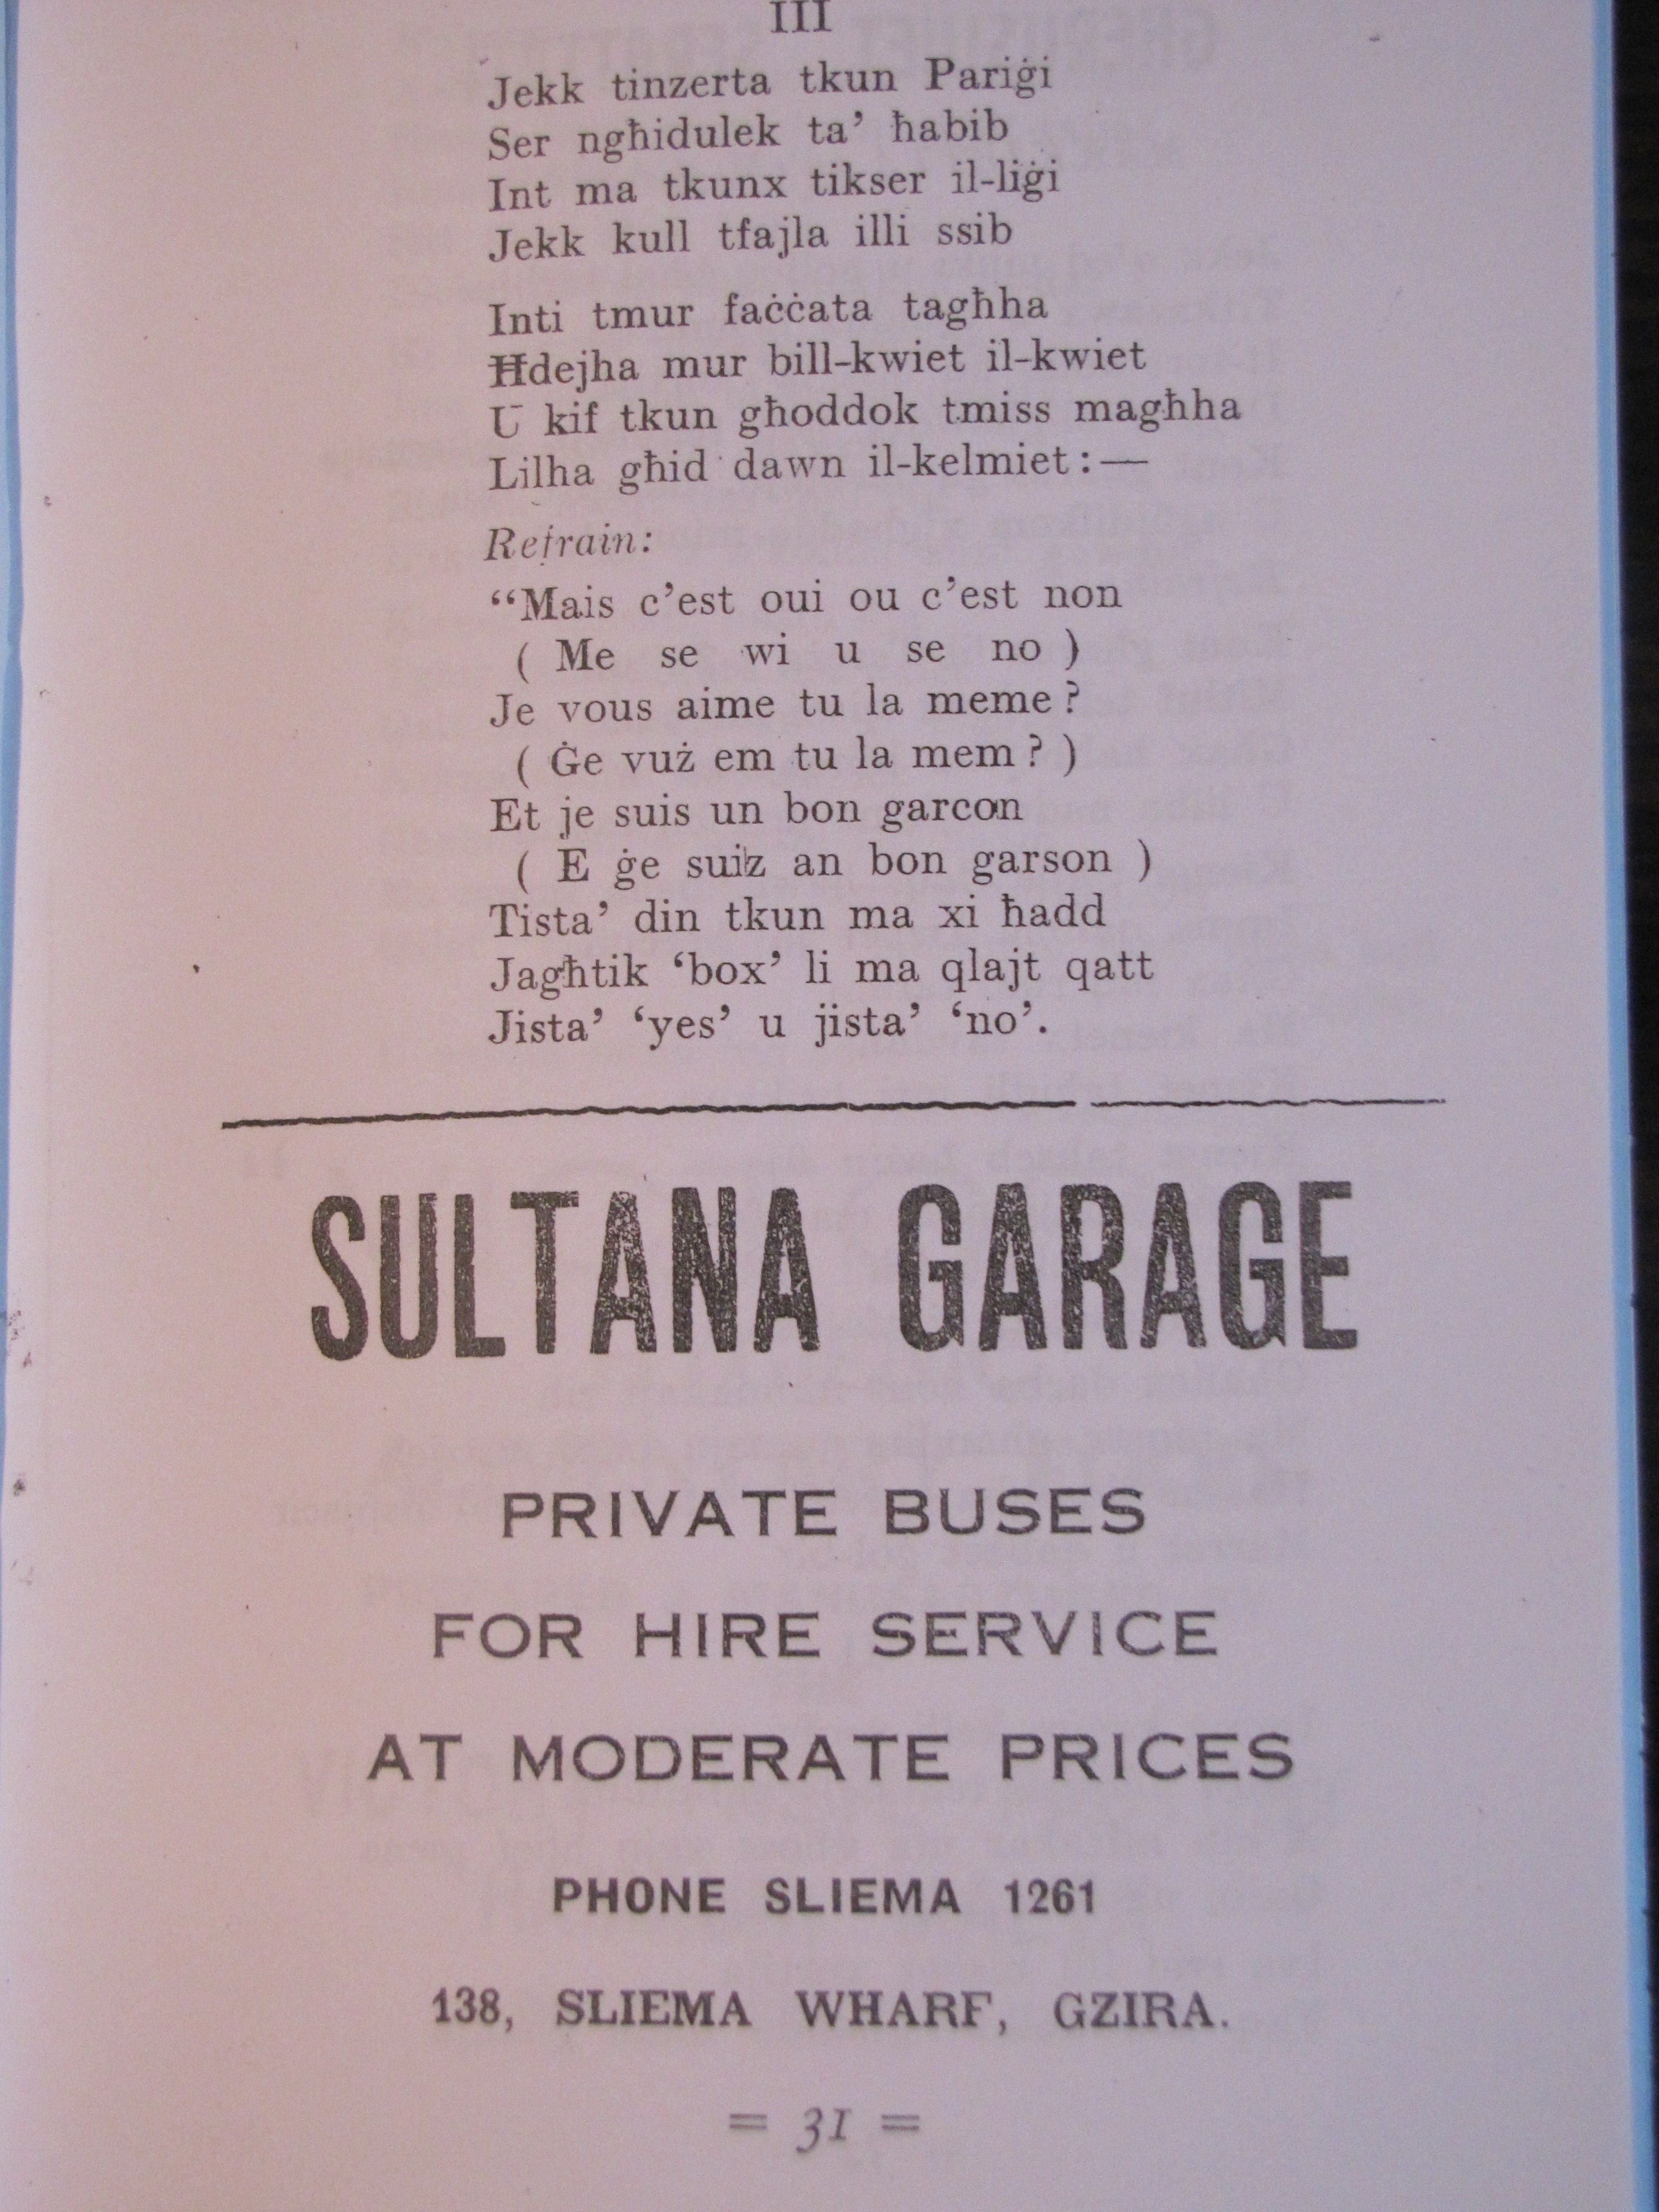 III
Jekk tinzerta tkun Pariġi
Ser ngħidulek ta’ ħabib
Int ma tkunx tikser il-liġi
Jekk kull tfajla illi ssib
Inti tmur faċċata tagħha
Ħdejha mur bill-kwiet il-kwiet
U kif tkun għoddok tmiss magħha
Lilha għid dawn il-kelmiet:—
Refrain:
“Mais c’est oui ou c’est non
( Me se wi u se no )
Je vous aime tu la meme?
( Ġe vuż em tu la mem? )
Et je suis un bon garcon
( E ġe suiz an bon garson )
Tista’ din tkun ma xi ħadd
Jagħtik ‘box’ li ma qlajt qatt
Jista’ ‘yes’ u jista’ ‘no’.
SULTANA GARAGE
PRIVATE BUSES
FOR HIRE SERVICE
AT MODERATE PRICES
PHONE SLIEMA 1261
138, SLIEMA WHARF, GZIRA.
= 31 =